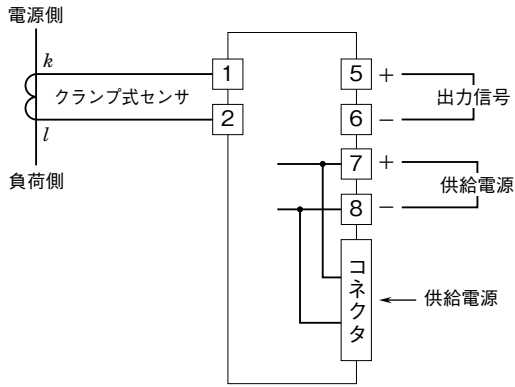 電源側
k
クランプ式センサ
l
負荷側
1
2
5 +
6 −
出力信号
7 +
8 −
供給電源
コネクタ
供給電源